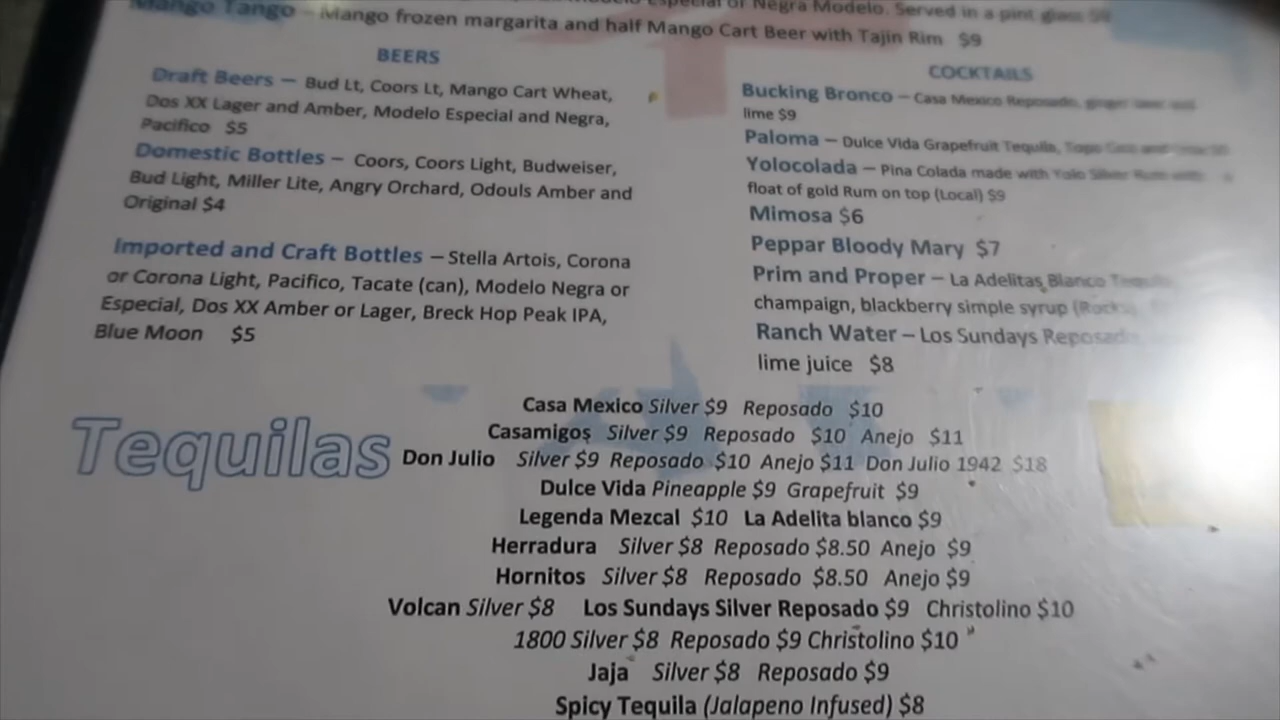 Mango Tango – Mango frozen margarita and half Mango Cart Beer with Tajin Rim $9
Especial or Negra Modelo. Served in a pint glass
BEERS
Draft Beers – Bud Lt, Coors Lt, Mango Cart Wheat,
Dos XX Lager and Amber, Modelo Especial and Negra,
Pacifico $5
Domestic Bottles – Coors, Coors Light, Budweiser,
Bud Light, Miller Lite, Angry Orchard, Odouls Amber and
Original $4
Imported and Craft Bottles – Stella Artois, Corona
or Corona Light, Pacifico, Tacate (can), Modelo Negra or
Especial, Dos XX Amber or Lager, Breck Hop Peak IPA,
Blue Moon $5
COCKTAILS
Bucking Bronco – Casa Mexico Reposado, ginger
lime $9
Paloma – Dulce Vida Grapefruit Tequila, Topo
Yolocolada – Pina Colada made with Yolo Silver Rum with
float of gold Rum on top (Local) $9
Mimosa $6
Peppar Bloody Mary $7
Prim and Proper – La Adelitas Blanco Tequila
champaign, blackberry simple syrup
Ranch Water – Los Sundays Reposado
lime juice $8
Tequilas
Casa Mexico Silver $9 Reposado $10
Casamigos Silver $9 Reposado $10 Anejo $11
Don Julio Silver $9 Reposado $10 Anejo $11 Don Julio 1942 $18
Dulce Vida Pineapple $9 Grapefruit $9
Legenda Mezcal $10 La Adelita blanco $9
Herradura Silver $8 Reposado $8.50 Anejo $9
Hornitos Silver $8 Reposado $8.50 Anejo $9
Volcan Silver $8 Los Sundays Silver Reposado $9 Christolino $10
1800 Silver $8 Reposado $9 Christolino $10
Jaja Silver $8 Reposado $9
Spicy Tequila (Jalapeno Infused) $8